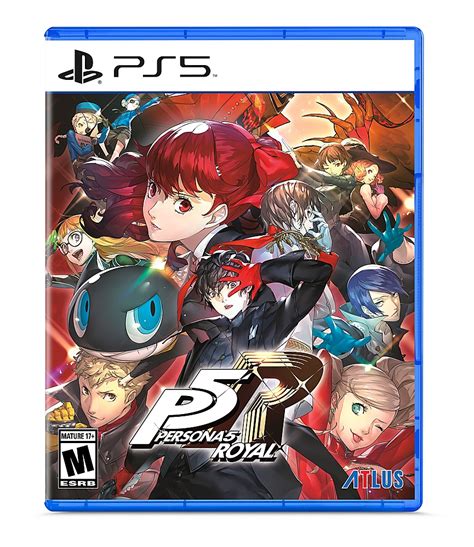 PS5
P5R
PERSONA5
ROYAL
MATURE 17+
M
ESRB
ATLUS